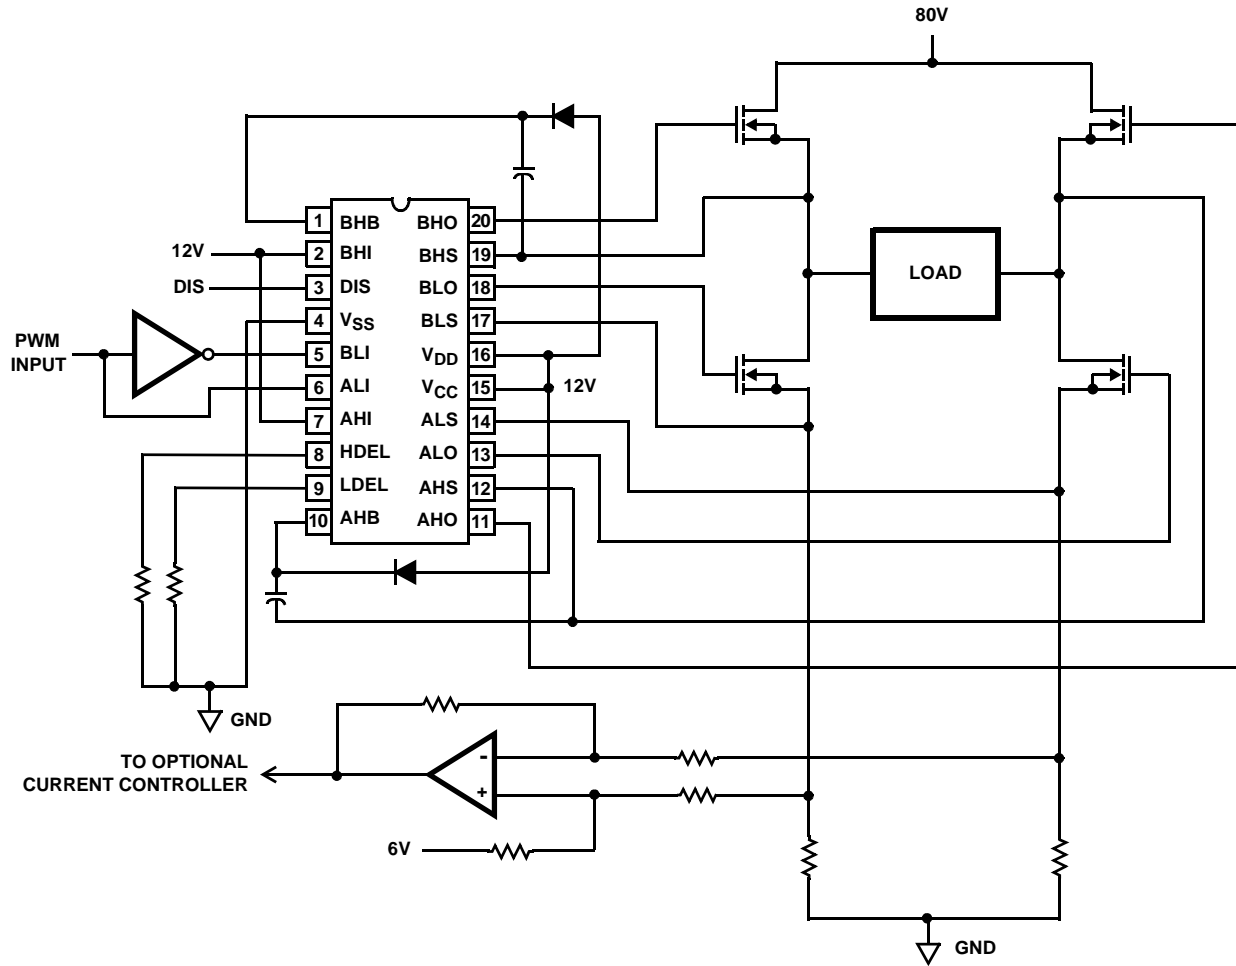 80V
1 BHB BHO 20
12V 2 BHI BHS 19
DIS 3 DIS BLO 18
4 VSS BLS 17
PWM
INPUT
5 BLI VDD 16
6 ALI VCC 15 12V
7 AHI ALS 14
8 HDEL ALO 13
9 LDEL AHS 12
10 AHB AHO 11
LOAD
GND
TO OPTIONAL
CURRENT CONTROLLER
-
+
6V
GND